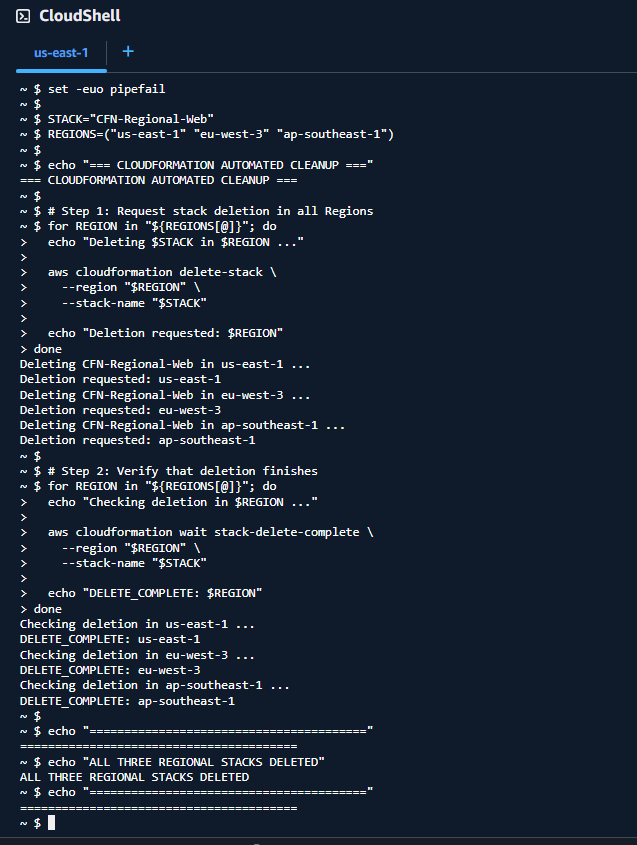 CloudShell
us-east-1 +
~ $ set -euo pipefail
~ $
~ $ STACK="CFN-Regional-Web"
~ $ REGIONS=("us-east-1" "eu-west-3" "ap-southeast-1")
~ $
~ $ echo "=== CLOUDFORMATION AUTOMATED CLEANUP ==="
=== CLOUDFORMATION AUTOMATED CLEANUP ===
~ $
~ $ # Step 1: Request stack deletion in all Regions
~ $ for REGION in "${REGIONS[@]}"; do
>   echo "Deleting $STACK in $REGION ..."
>
>   aws cloudformation delete-stack \
>     --region "$REGION" \
>     --stack-name "$STACK"
>
>   echo "Deletion requested: $REGION"
> done
Deleting CFN-Regional-Web in us-east-1 ...
Deletion requested: us-east-1
Deleting CFN-Regional-Web in eu-west-3 ...
Deletion requested: eu-west-3
Deleting CFN-Regional-Web in ap-southeast-1 ...
Deletion requested: ap-southeast-1
~ $
~ $ # Step 2: Verify that deletion finishes
~ $ for REGION in "${REGIONS[@]}"; do
>   echo "Checking deletion in $REGION ..."
>
>   aws cloudformation wait stack-delete-complete \
>     --region "$REGION" \
>     --stack-name "$STACK"
>
>   echo "DELETE_COMPLETE: $REGION"
> done
Checking deletion in us-east-1 ...
DELETE_COMPLETE: us-east-1
Checking deletion in eu-west-3 ...
DELETE_COMPLETE: eu-west-3
Checking deletion in ap-southeast-1 ...
DELETE_COMPLETE: ap-southeast-1
~ $
~ $ echo "========================================"
========================================
~ $ echo "ALL THREE REGIONAL STACKS DELETED"
ALL THREE REGIONAL STACKS DELETED
~ $ echo "========================================"
========================================
~ $